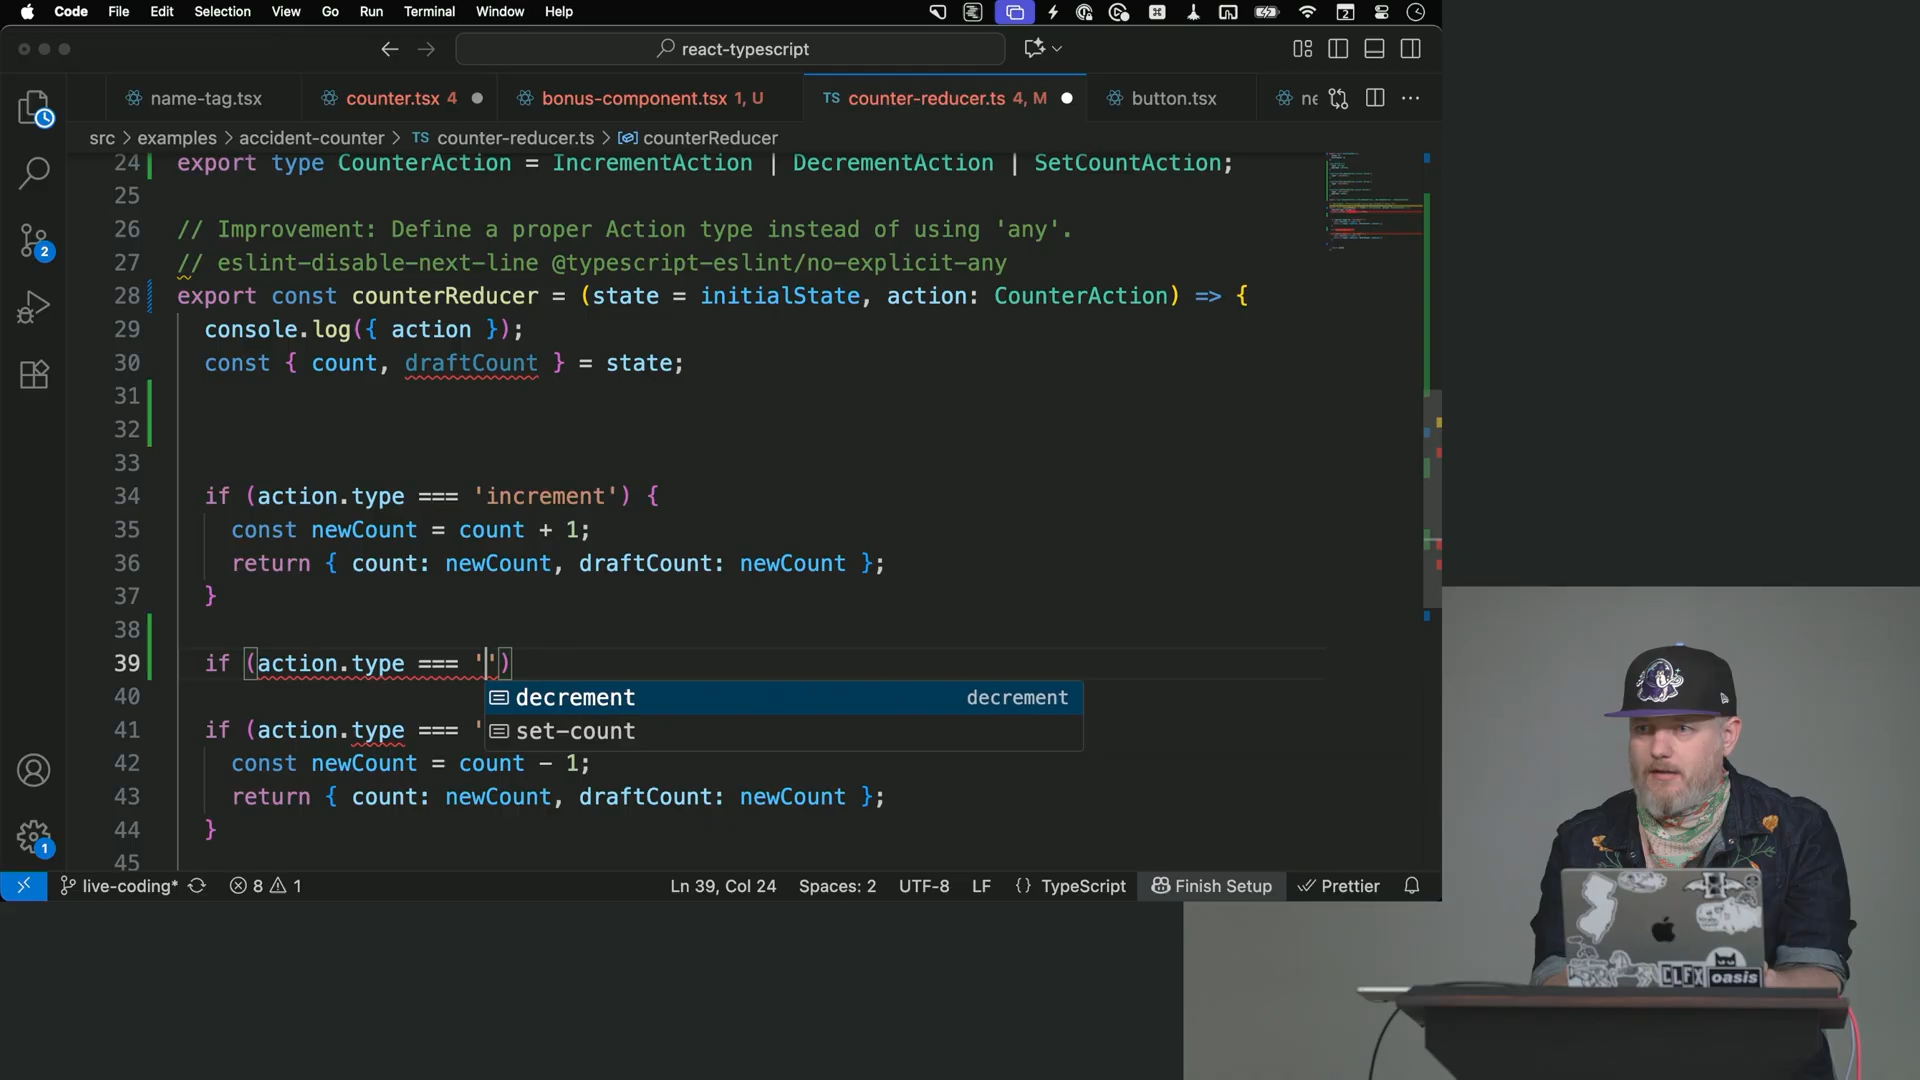 Code File Edit Selection View Go Run Terminal Window Help
react-typescript
name-tag.tsx counter.tsx 4 bonus-component.tsx 1, U TS counter-reducer.ts 4, M button.tsx ne
src > examples > accident-counter > TS counter-reducer.ts > counterReducer
24 export type CounterAction = IncrementAction | DecrementAction | SetCountAction;
25
26 // Improvement: Define a proper Action type instead of using 'any'.
27 // eslint-disable-next-line @typescript-eslint/no-explicit-any
28 export const counterReducer = (state = initialState, action: CounterAction) => {
29 console.log({ action });
30 const { count, draftCount } = state;
31
32
33
34 if (action.type === 'increment') {
35 const newCount = count + 1;
36 return { count: newCount, draftCount: newCount };
37 }
38
39 if (action.type === '')
decrement decrement
40
set-count
41 if (action.type === '
42 const newCount = count - 1;
43 return { count: newCount, draftCount: newCount };
44 }
45
2
1
live-coding* 8 1 Ln 39, Col 24 Spaces: 2 UTF-8 LF {} TypeScript Finish Setup Prettier
CLFX oasis